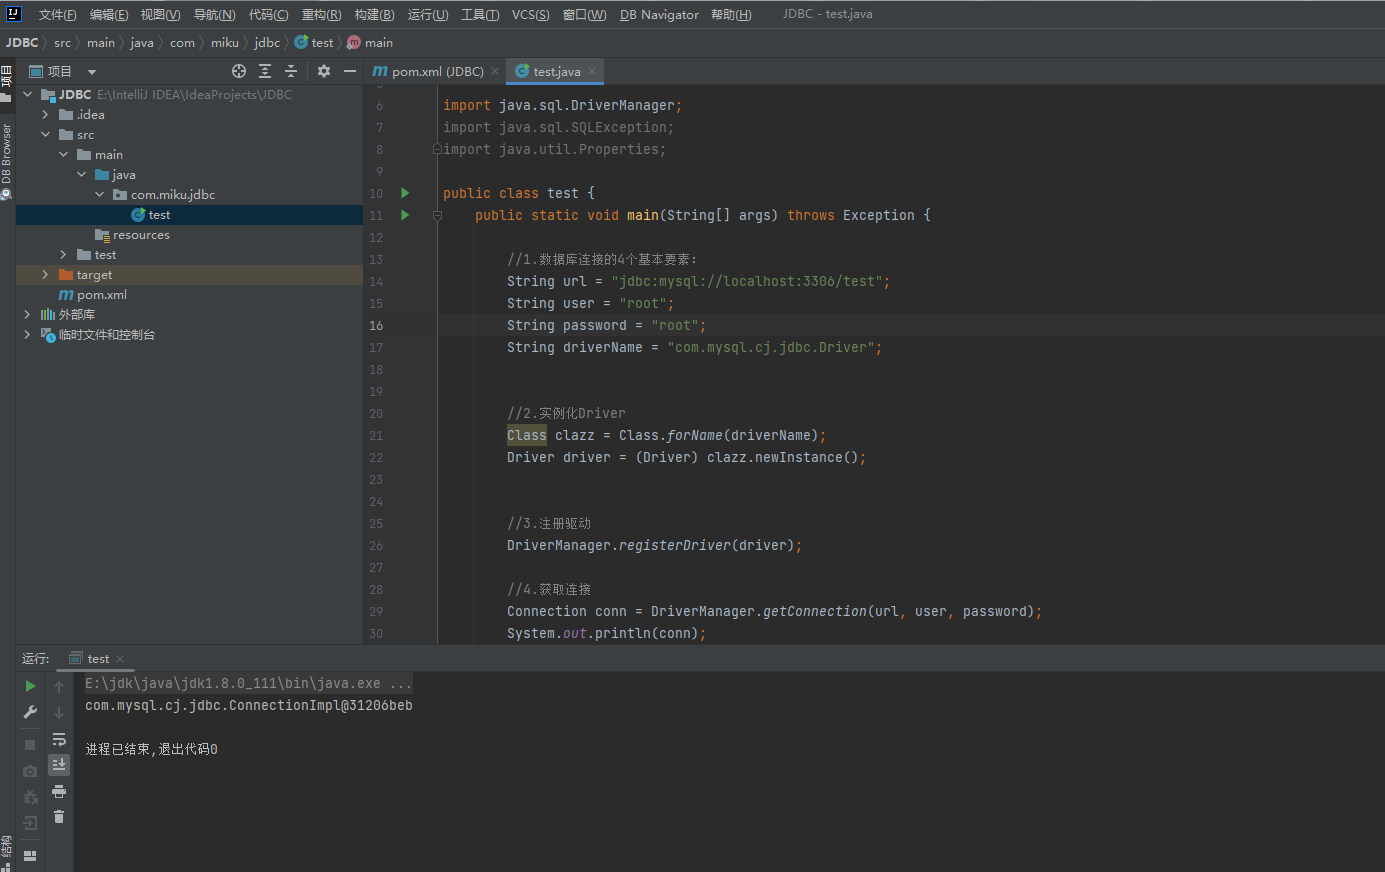 文件(F) 编辑(E) 视图(V) 导航(N) 代码(C) 重构(R) 构建(B) 运行(U) 工具(T) VCS(S) 窗口(W) DB Navigator 帮助(H) JDBC - test.java
JDBC src main java com miku jdbc test main
项目
pom.xml (JDBC) test.java
项目
DB Browser
结构
JDBC E:\IntelliJ IDEA\IdeaProjects\JDBC
.idea
src
main
java
com.miku.jdbc
test
resources
test
target
pom.xml
外部库
临时文件和控制台
6 import java.sql.DriverManager;
7 import java.sql.SQLException;
8 import java.util.Properties;
9
10 public class test {
11 public static void main(String[] args) throws Exception {
12
13 //1.数据库连接的4个基本要素:
14 String url = "jdbc:mysql://localhost:3306/test";
15 String user = "root";
16 String password = "root";
17 String driverName = "com.mysql.cj.jdbc.Driver";
18
19
20 //2.实例化Driver
21 Class clazz = Class.forName(driverName);
22 Driver driver = (Driver) clazz.newInstance();
23
24
25 //3.注册驱动
26 DriverManager.registerDriver(driver);
27
28 //4.获取连接
29 Connection conn = DriverManager.getConnection(url, user, password);
30 System.out.println(conn);
运行: test
E:\jdk\java\jdk1.8.0_111\bin\java.exe ...
com.mysql.cj.jdbc.ConnectionImpl@31206beb
进程已结束,退出代码0